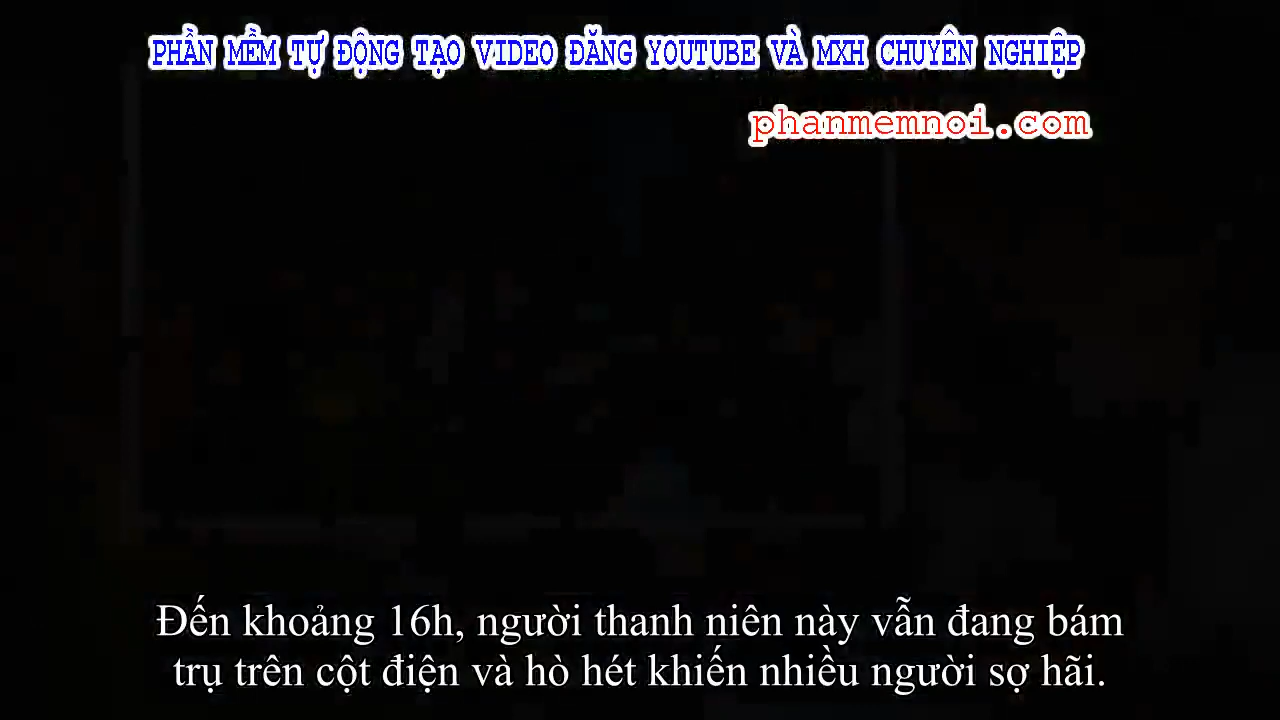 PHẦN MỀM TỰ ĐỘNG TẠO VIDEO ĐĂNG YOUTUBE VÀ MXH CHUYÊN NGHIỆP
phanmemnoi.com
Đến khoảng 16h, người thanh niên này vẫn đang bám
trụ trên cột điện và hò hét khiến nhiều người sợ hãi.